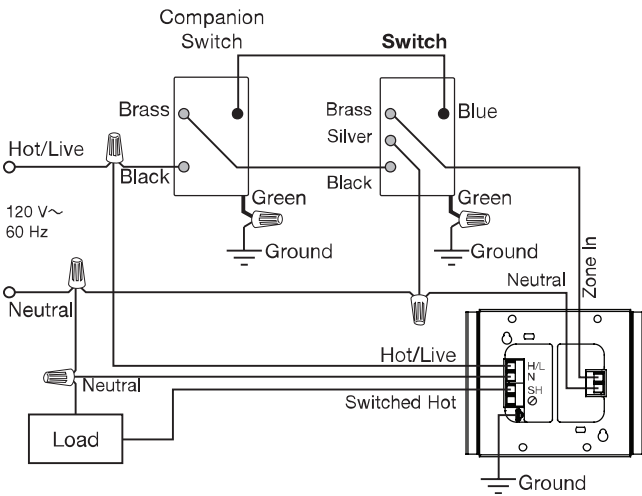 Companion
Switch
Switch
Brass
Brass
Blue
Silver
Hot/Live
Black
Black
Green
Green
120 V~
60 Hz
Ground
Ground
Zone In
Neutral
Neutral
Hot/Live
H/L
N
Neutral
SH
Switched Hot
Load
Ground